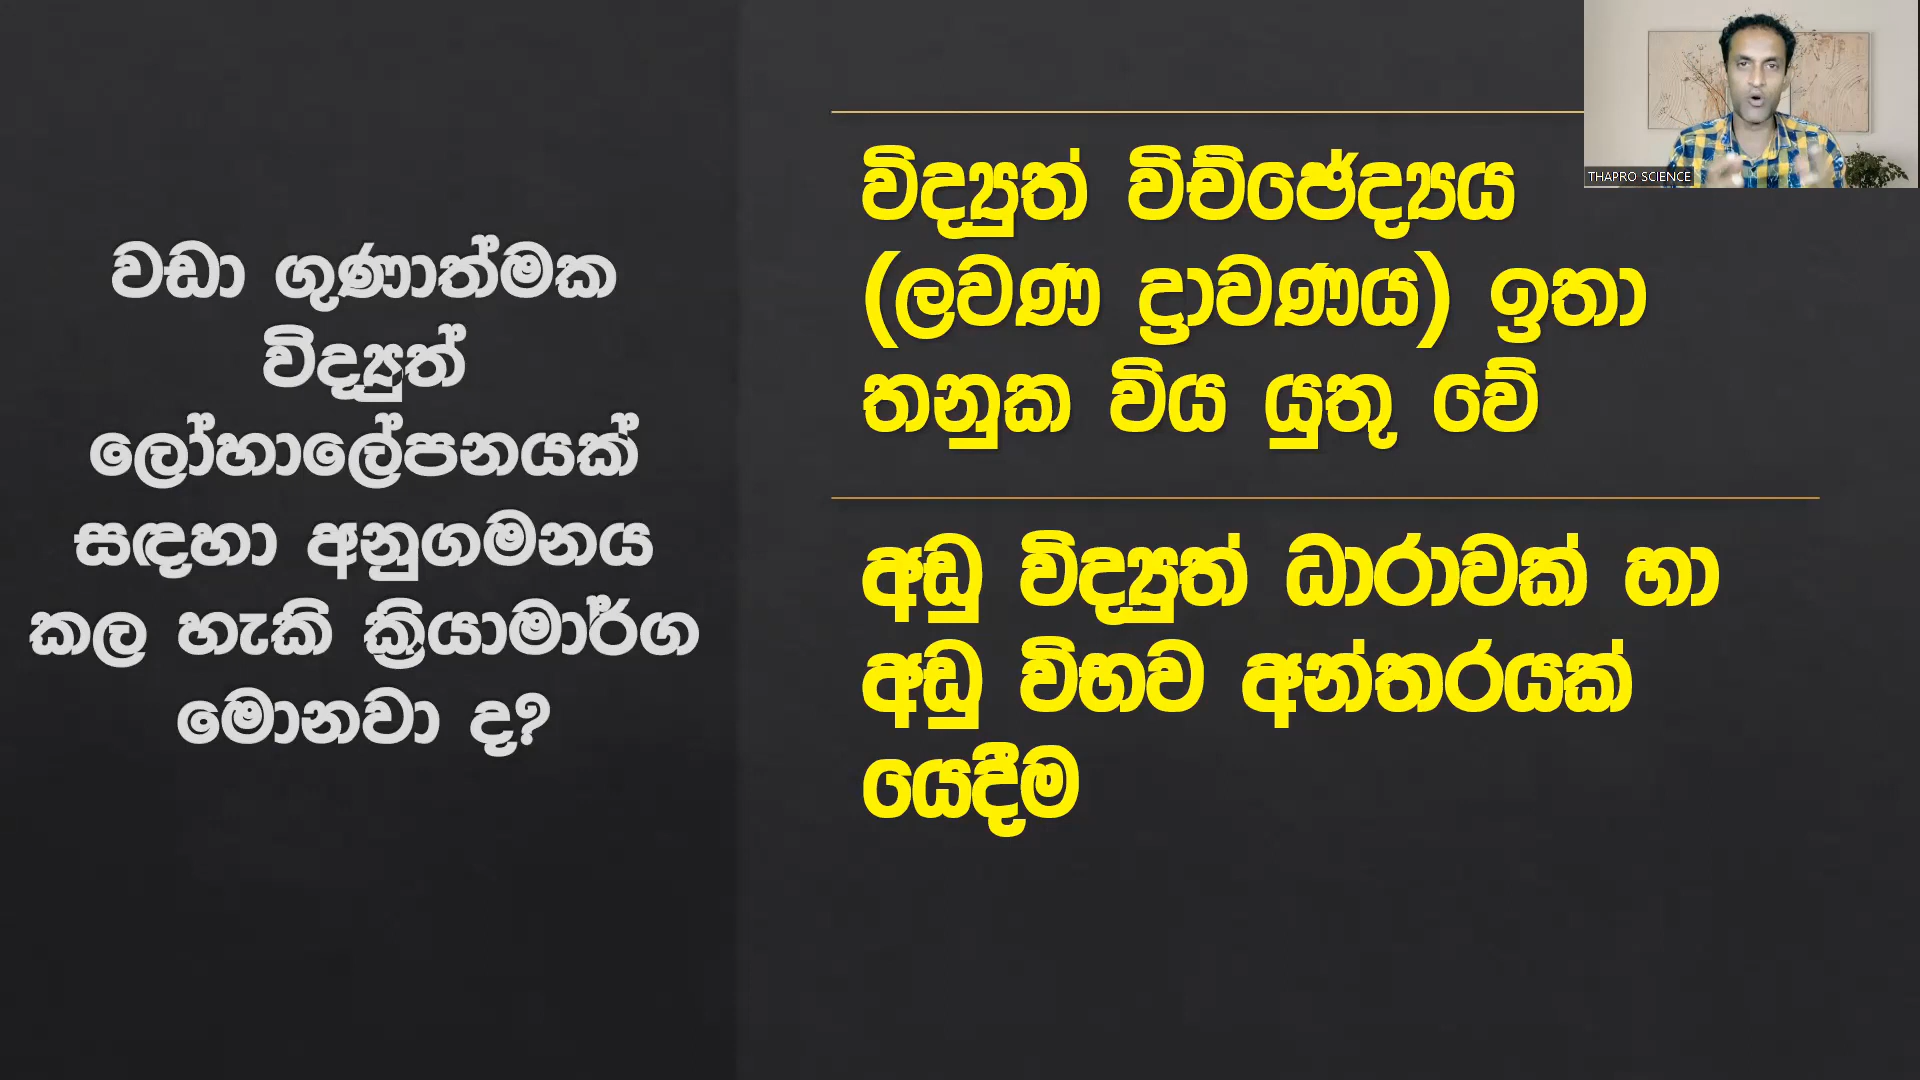 වඩා ගුණාත්මක
විද්‍යුත්
ලෝහාලේපනයක්
සඳහා අනුගමනය
කල හැකි ක්‍රියාමාර්ග
මොනවා ද?
විද්‍යුත් විච්ඡේද්‍යය
(ලවණ ද්‍රාවණය) ඉතා
තනුක විය යුතු වේ
අඩු විද්‍යුත් ධාරාවක් හා
අඩු විභව අන්තරයක්
යෙදීම
THAPRO SCIENCE